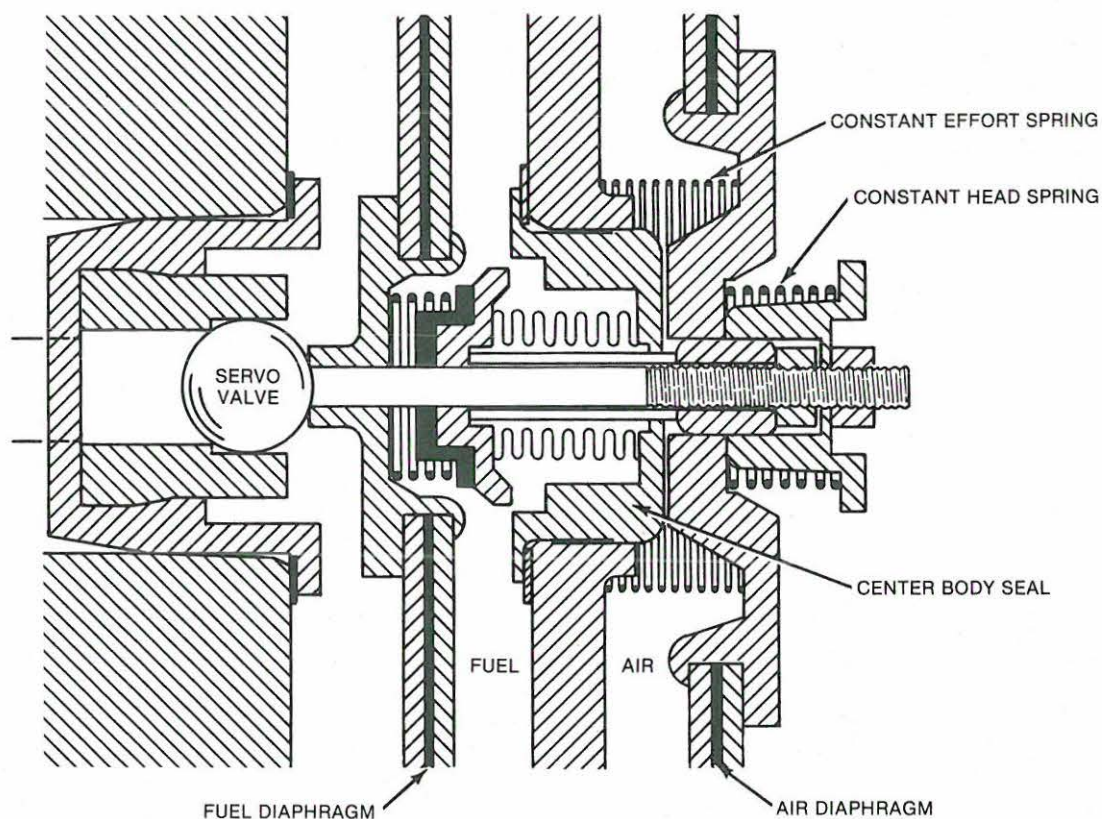 CONSTANT EFFORT SPRING
CONSTANT HEAD SPRING
SERVO
VALVE
CENTER BODY SEAL
FUEL
AIR
FUEL DIAPHRAGM
AIR DIAPHRAGM